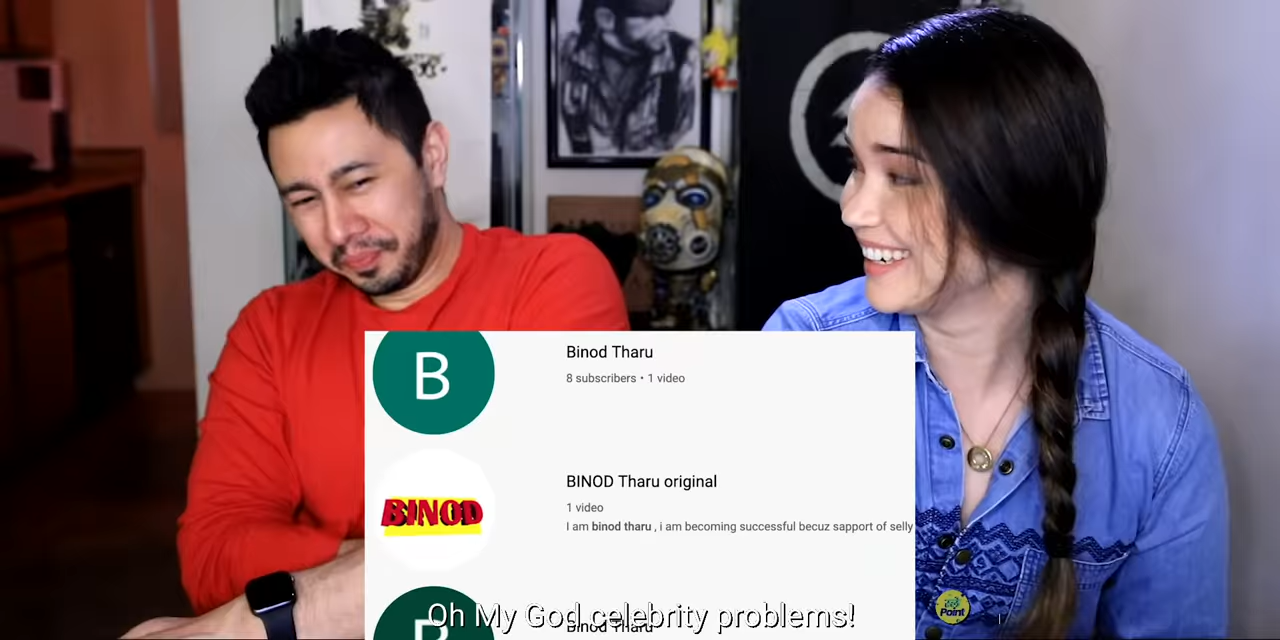 B
Binod Tharu
8 subscribers • 1 video
BINOD
BINOD Tharu original
1 video
I am binod tharu , i am becoming successful becuz sapport of selly
B
Binod Tharu
Oh My God celebrity problems!
Point